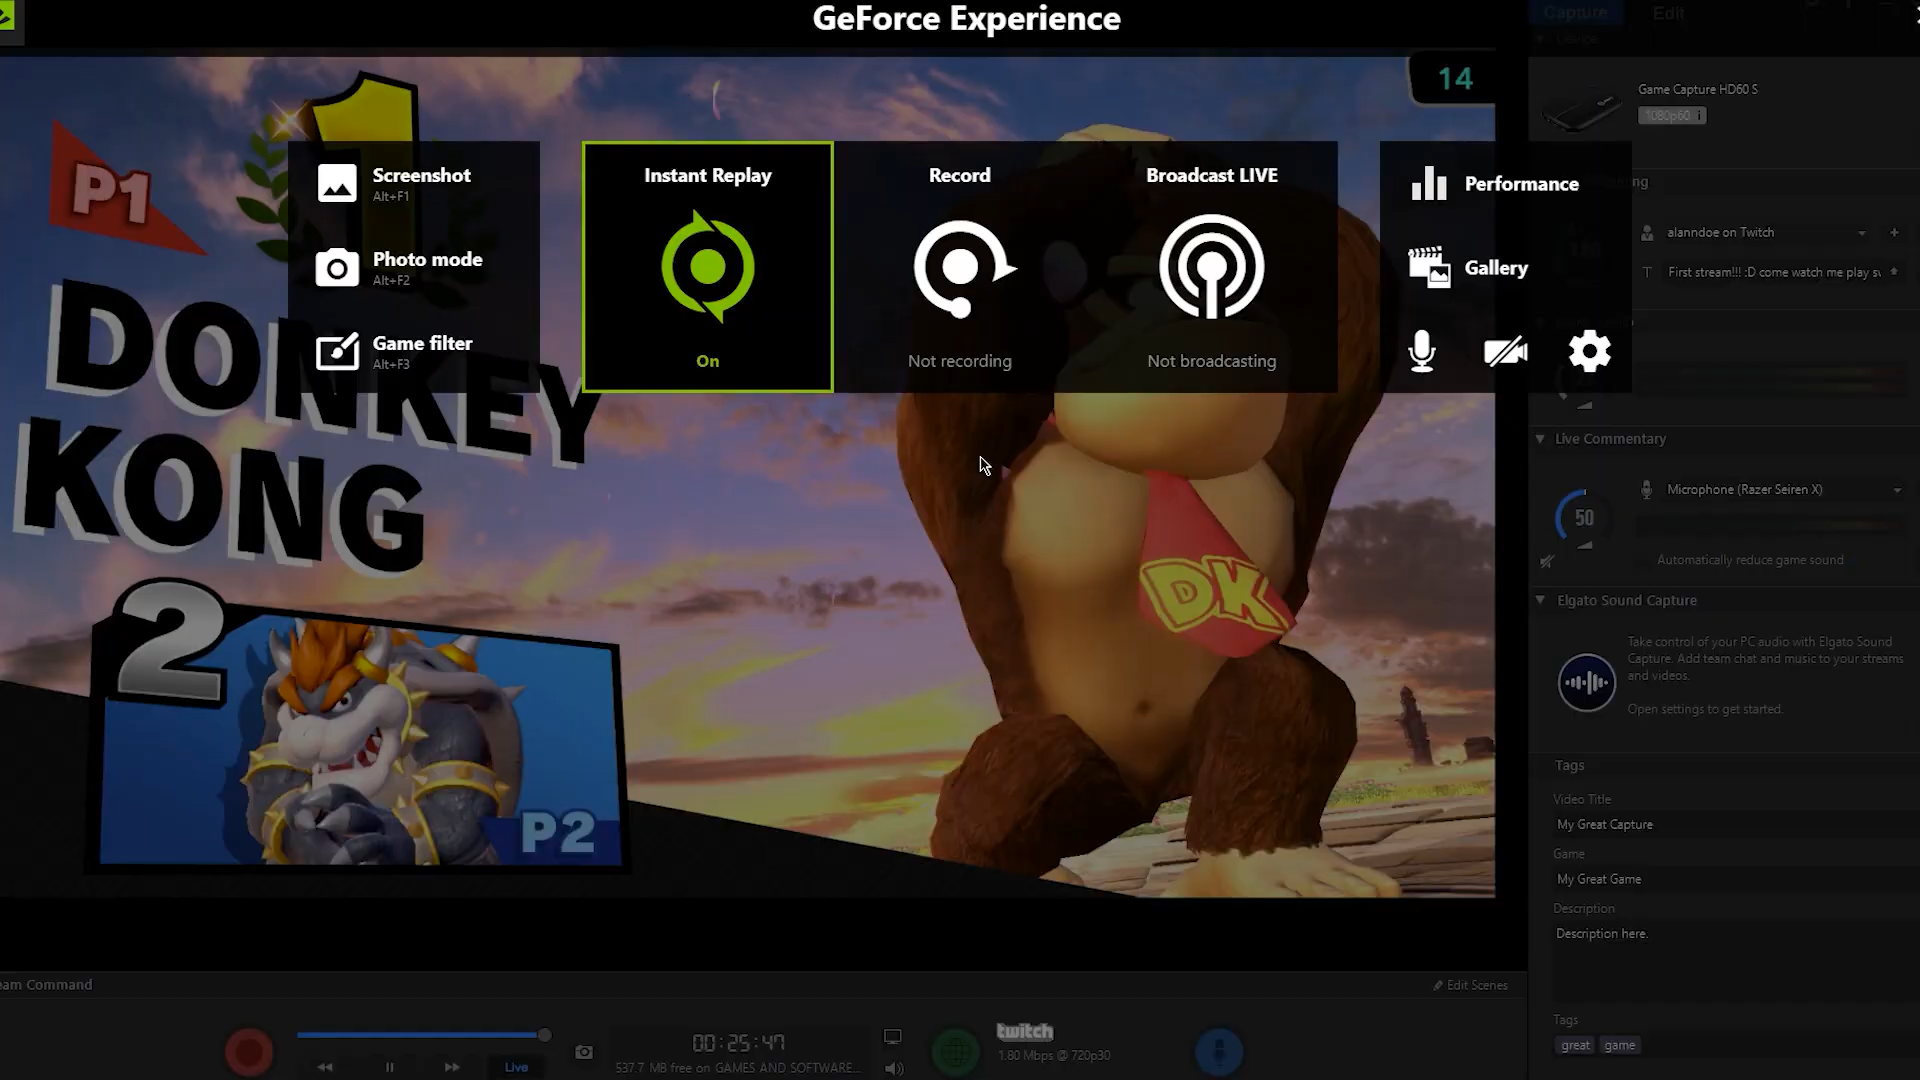 GeForce Experience
Capture
Edit
Device
14
Game Capture HD60 S
1080p60 i
P1
1
Screenshot
Alt+F1
Photo mode
Alt+F2
Game filter
Alt+F3
Instant Replay
On
Record
Not recording
Broadcast LIVE
Not broadcasting
Performance
Gallery
alanndoe on Twitch
T First stream!!! :D come watch me play
DONKEY
KONG
DK
Live Commentary
Microphone (Razer Seiren X)
50
Automatically reduce game sound
Elgato Sound Capture
Take control of your PC audio with Elgato Sound
Capture. Add team chat and music to your streams
and videos.
Open settings to get started.
2
P2
Tags
Video Title
My Great Capture
Game
My Great Game
Description
Description here.
Tags
great
game
Command
Edit Scenes
00:25:47
537.7 MB free on GAMES AND SOFTWARE...
Live
twitch
1.80 Mbps @ 720p30